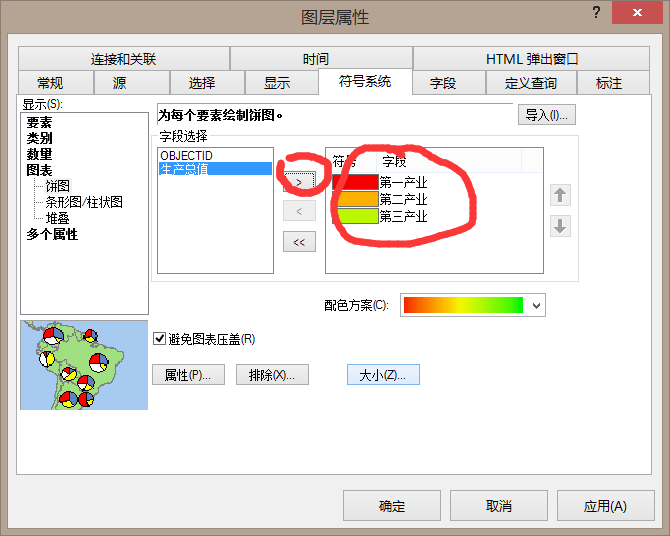 图层属性
?
连接和关联 时间 HTML 弹出窗口
常规 源 选择 显示 符号系统 字段 定义查询 标注
显示(S):
要素
类别
数量
图表
饼图
条形图/柱状图
堆叠
多个属性
为每个要素绘制饼图。
导入(I)...
字段选择
OBJECTID
生产总值
>
<
<<
符号 字段
第一产业
第二产业
第三产业
配色方案(C):
避免图表压盖(R)
属性(P)... 排除(X)... 大小(Z)...
确定 取消 应用(A)